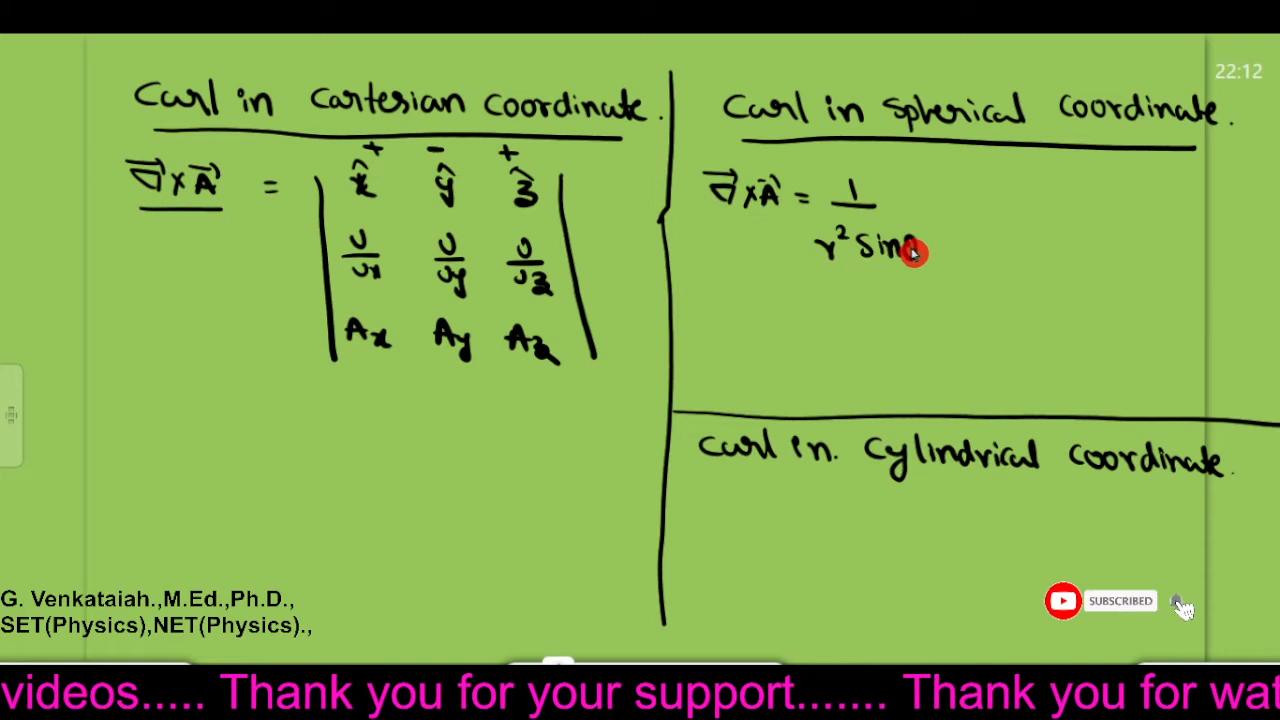 22:12
Curl in Cartesian Coordinate.
+ - +
∇×A = | x̂ ŷ ẑ |
∂/∂x ∂/∂y ∂/∂z
Ax Ay Az
Curl in spherical coordinate.
∇×A = 1
r² Sinθ
Curl in. Cylindrical coordinate.
G. Venkataiah.,M.Ed.,Ph.D.,
SET(Physics),NET(Physics).,
SUBSCRIBED
videos..... Thank you for your support....... Thank you for wat